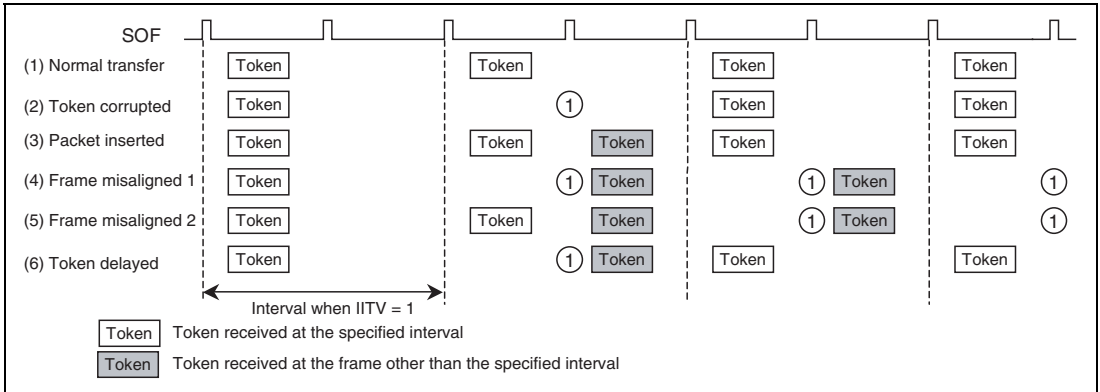 SOF
(1) Normal transfer Token Token Token Token
(2) Token corrupted Token 1 Token Token
(3) Packet inserted Token Token Token Token Token
(4) Frame misaligned 1 Token 1 Token 1 Token 1
(5) Frame misaligned 2 Token Token Token 1 Token 1
(6) Token delayed Token 1 Token Token Token
Interval when IITV = 1
Token Token received at the specified interval
Token Token received at the frame other than the specified interval